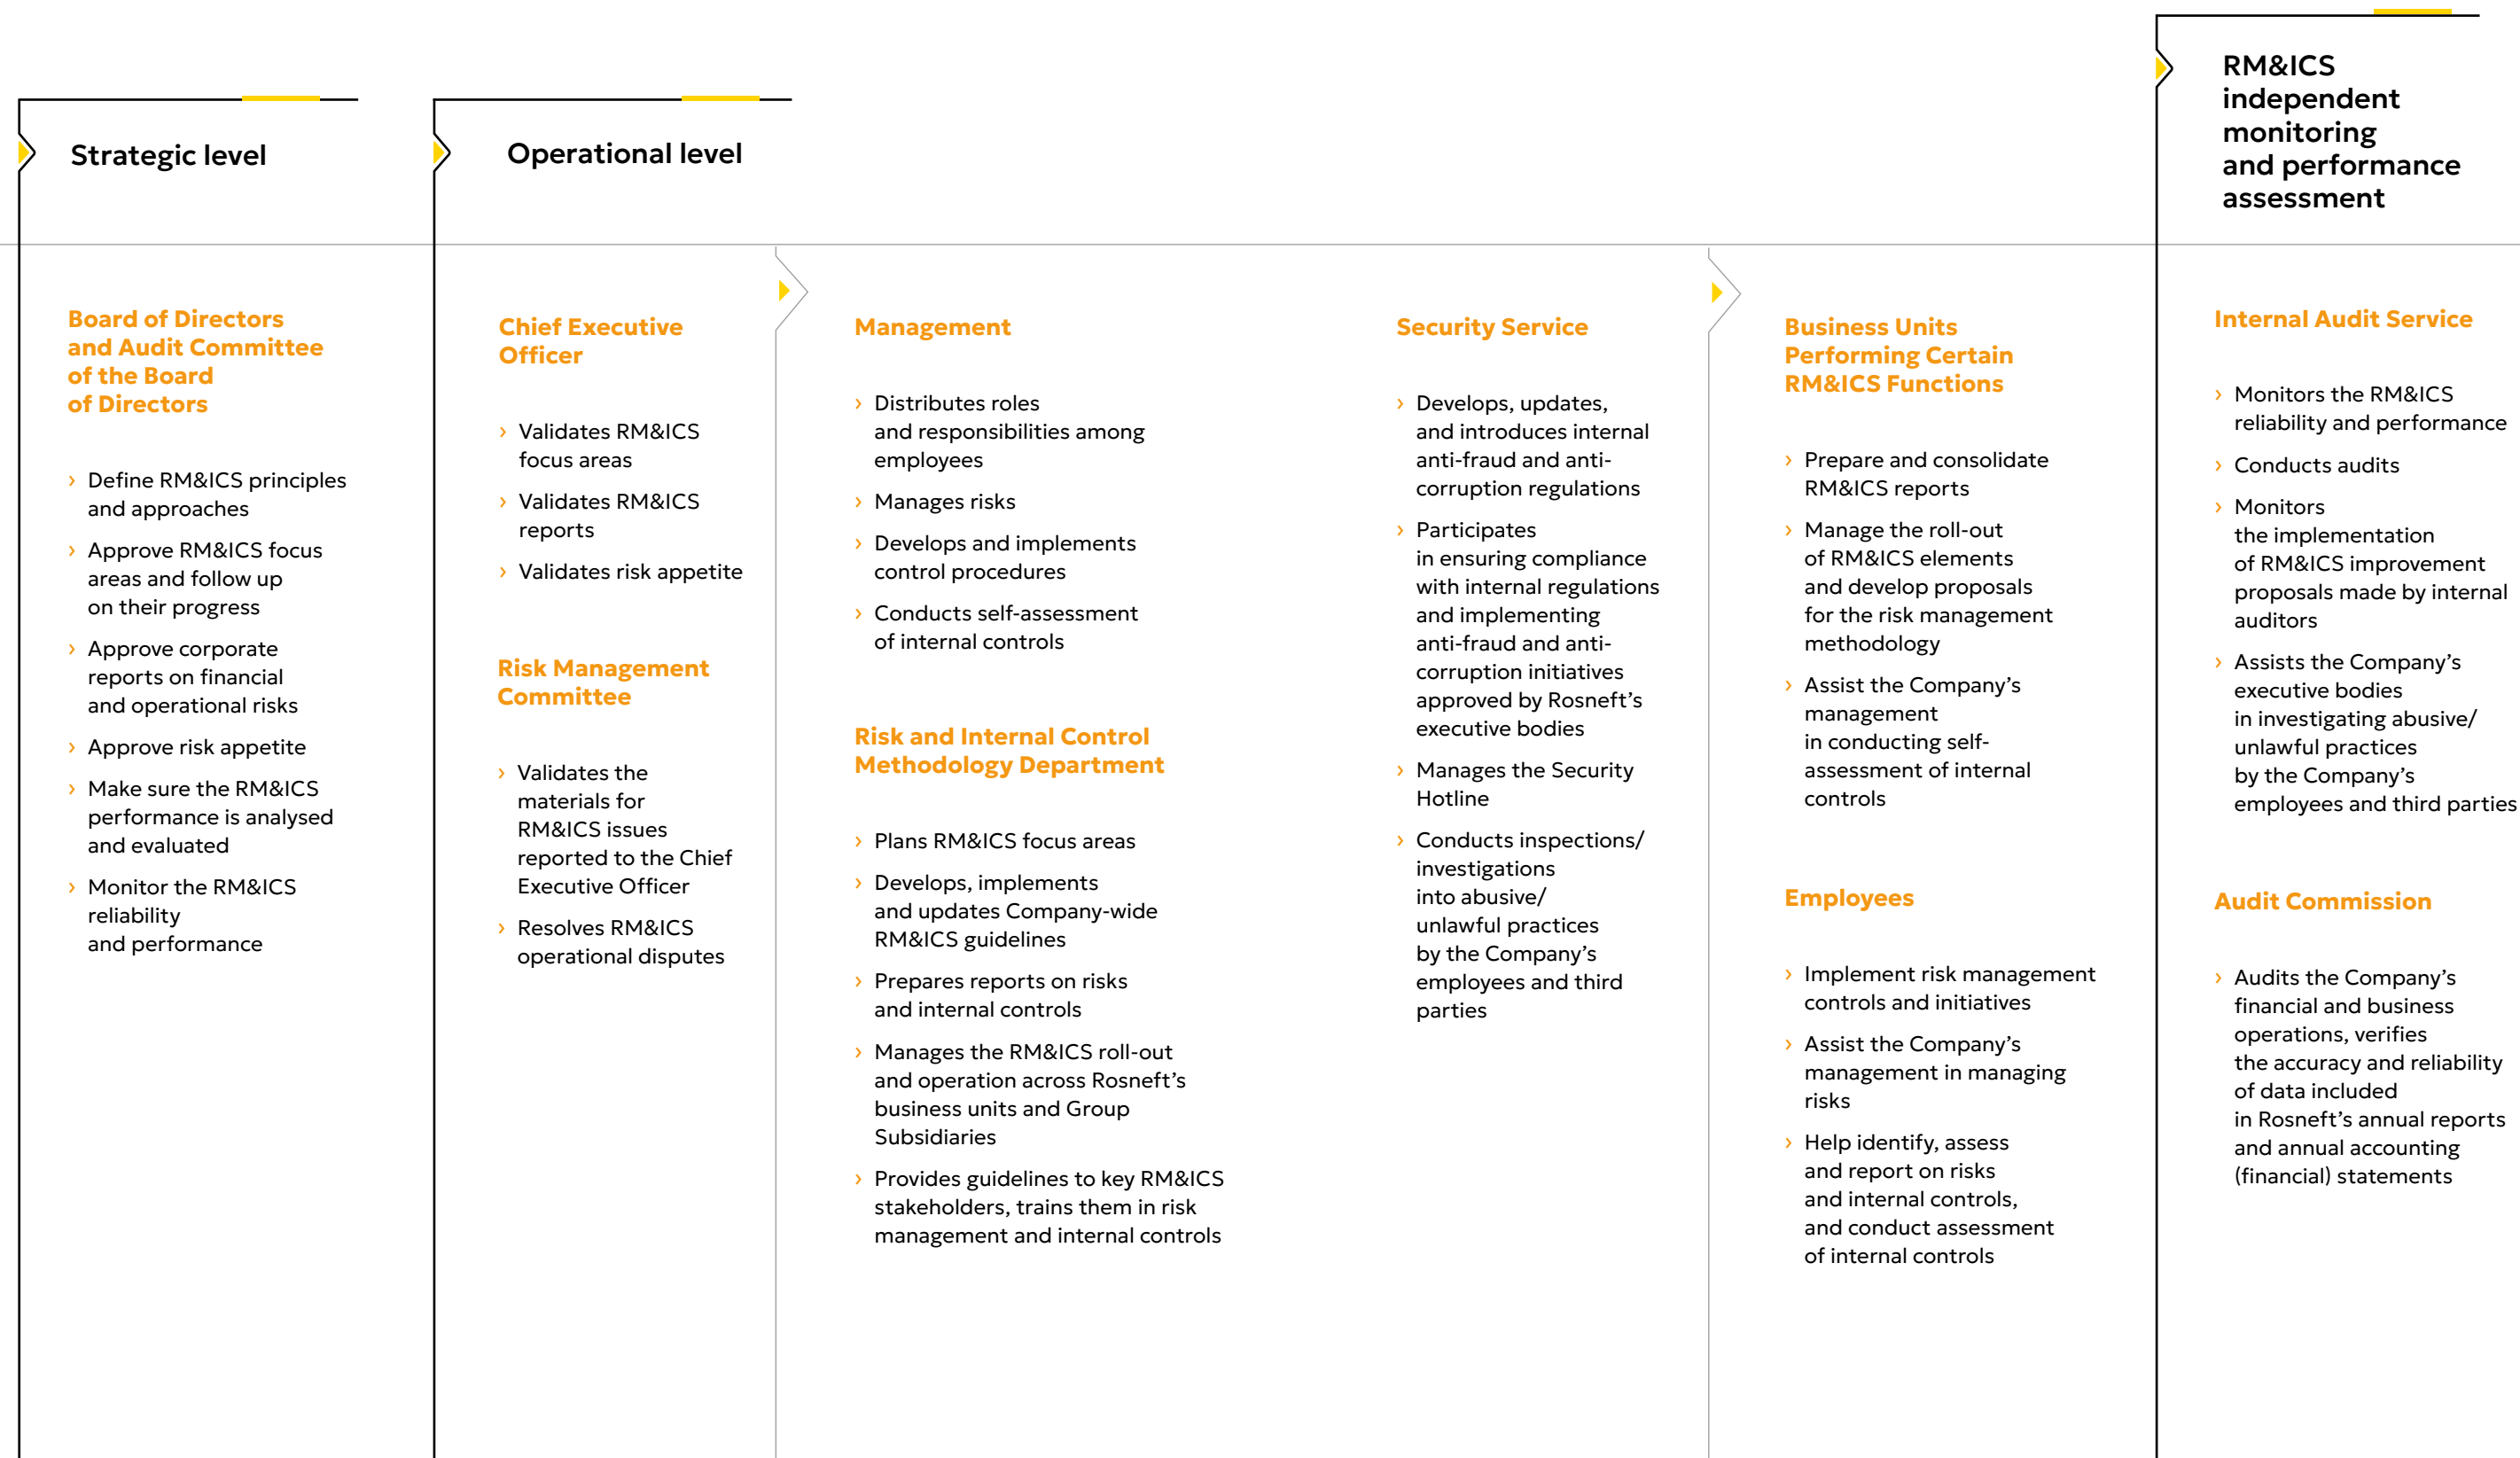 Strategic level
Operational level
RM&ICS
independent
monitoring
and performance
assessment
Board of Directors
and Audit Committee
of the Board
of Directors
› Define RM&ICS principles
and approaches
› Approve RM&ICS focus
areas and follow up
on their progress
› Approve corporate
reports on financial
and operational risks
› Approve risk appetite
› Make sure the RM&ICS
performance is analysed
and evaluated
› Monitor the RM&ICS
reliability
and performance
Chief Executive
Officer
› Validates RM&ICS
focus areas
› Validates RM&ICS
reports
› Validates risk appetite
Risk Management
Committee
› Validates the
materials for
RM&ICS issues
reported to the Chief
Executive Officer
› Resolves RM&ICS
operational disputes
Management
› Distributes roles
and responsibilities among
employees
› Manages risks
› Develops and implements
control procedures
› Conducts self-assessment
of internal controls
Risk and Internal Control
Methodology Department
› Plans RM&ICS focus areas
› Develops, implements
and updates Company-wide
RM&ICS guidelines
› Prepares reports on risks
and internal controls
› Manages the RM&ICS roll-out
and operation across Rosneft’s
business units and Group
Subsidiaries
› Provides guidelines to key RM&ICS
stakeholders, trains them in risk
management and internal controls
Security Service
› Develops, updates,
and introduces internal
anti-fraud and anti-
corruption regulations
› Participates
in ensuring compliance
with internal regulations
and implementing
anti-fraud and anti-
corruption initiatives
approved by Rosneft’s
executive bodies
› Manages the Security
Hotline
› Conducts inspections/
investigations
into abusive/
unlawful practices
by the Company’s
employees and third
parties
Business Units
Performing Certain
RM&ICS Functions
› Prepare and consolidate
RM&ICS reports
› Manage the roll-out
of RM&ICS elements
and develop proposals
for the risk management
methodology
› Assist the Company’s
management
in conducting self-
assessment of internal
controls
Employees
› Implement risk management
controls and initiatives
› Assist the Company’s
management in managing
risks
› Help identify, assess
and report on risks
and internal controls,
and conduct assessment
of internal controls
Internal Audit Service
› Monitors the RM&ICS
reliability and performance
› Conducts audits
› Monitors
the implementation
of RM&ICS improvement
proposals made by internal
auditors
› Assists the Company’s
executive bodies
in investigating abusive/
unlawful practices
by the Company’s
employees and third parties
Audit Commission
› Audits the Company’s
financial and business
operations, verifies
the accuracy and reliability
of data included
in Rosneft’s annual reports
and annual accounting
(financial) statements